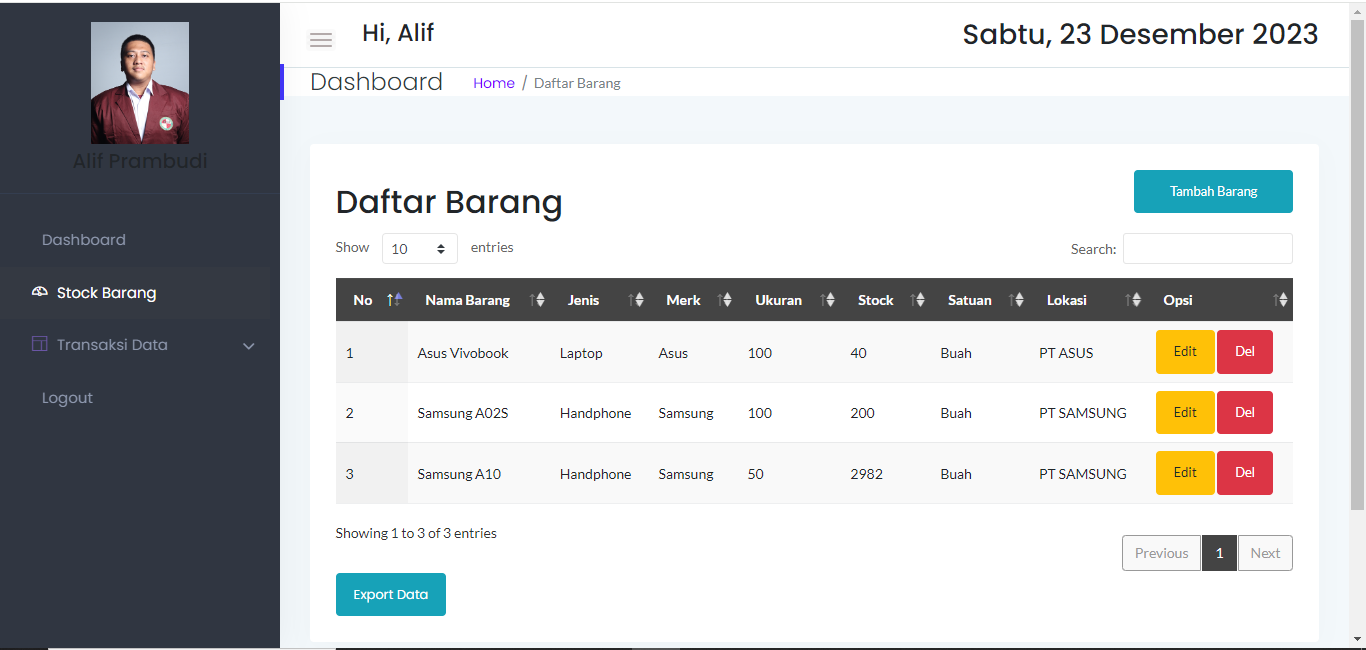 Alif Prambudi
Dashboard
Stock Barang
Transaksi Data
Logout
Hi, Alif
Sabtu, 23 Desember 2023
Dashboard Home / Daftar Barang
Daftar Barang
Tambah Barang
Show 10 entries
Search:
No Nama Barang Jenis Merk Ukuran Stock Satuan Lokasi Opsi
1 Asus Vivobook Laptop Asus 100 40 Buah PT ASUS Edit Del
2 Samsung A02S Handphone Samsung 100 200 Buah PT SAMSUNG Edit Del
3 Samsung A10 Handphone Samsung 50 2982 Buah PT SAMSUNG Edit Del
Showing 1 to 3 of 3 entries
Previous 1 Next
Export Data